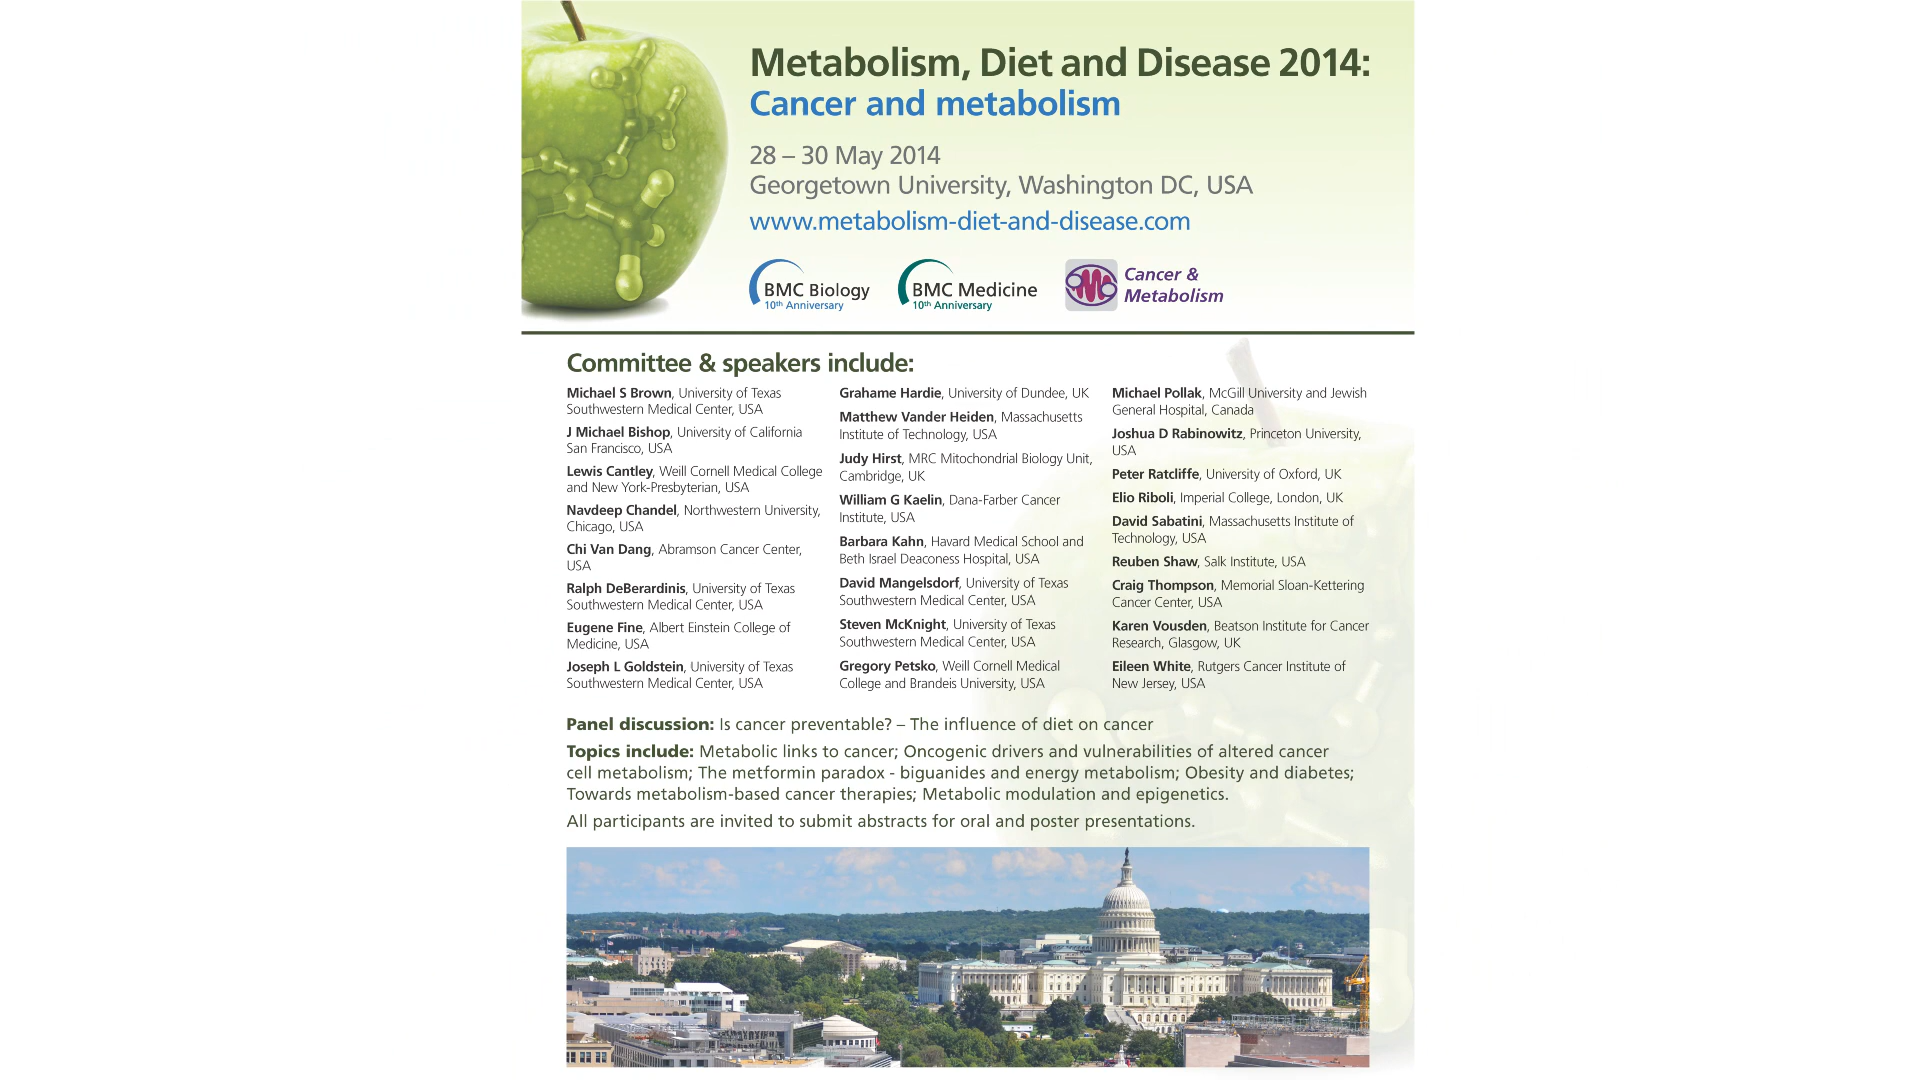 Metabolism, Diet and Disease 2014:
Cancer and metabolism
28 – 30 May 2014
Georgetown University, Washington DC, USA
www.metabolism-diet-and-disease.com
BMC Biology
10th Anniversary
BMC Medicine
10th Anniversary
Cancer &
Metabolism
Committee & speakers include:
Michael S Brown, University of Texas
Southwestern Medical Center, USA
J Michael Bishop, University of California
San Francisco, USA
Lewis Cantley, Weill Cornell Medical College
and New York-Presbyterian, USA
Navdeep Chandel, Northwestern University,
Chicago, USA
Chi Van Dang, Abramson Cancer Center,
USA
Ralph DeBerardinis, University of Texas
Southwestern Medical Center, USA
Eugene Fine, Albert Einstein College of
Medicine, USA
Joseph L Goldstein, University of Texas
Southwestern Medical Center, USA
Grahame Hardie, University of Dundee, UK
Matthew Vander Heiden, Massachusetts
Institute of Technology, USA
Judy Hirst, MRC Mitochondrial Biology Unit,
Cambridge, UK
William G Kaelin, Dana-Farber Cancer
Institute, USA
Barbara Kahn, Havard Medical School and
Beth Israel Deaconess Hospital, USA
David Mangelsdorf, University of Texas
Southwestern Medical Center, USA
Steven McKnight, University of Texas
Southwestern Medical Center, USA
Gregory Petsko, Weill Cornell Medical
College and Brandeis University, USA
Michael Pollak, McGill University and Jewish
General Hospital, Canada
Joshua D Rabinowitz, Princeton University,
USA
Peter Ratcliffe, University of Oxford, UK
Elio Riboli, Imperial College, London, UK
David Sabatini, Massachusetts Institute of
Technology, USA
Reuben Shaw, Salk Institute, USA
Craig Thompson, Memorial Sloan-Kettering
Cancer Center, USA
Karen Vousden, Beatson Institute for Cancer
Research, Glasgow, UK
Eileen White, Rutgers Cancer Institute of
New Jersey, USA
Panel discussion: Is cancer preventable? – The influence of diet on cancer
Topics include: Metabolic links to cancer; Oncogenic drivers and vulnerabilities of altered cancer
cell metabolism; The metformin paradox - biguanides and energy metabolism; Obesity and diabetes;
Towards metabolism-based cancer therapies; Metabolic modulation and epigenetics.
All participants are invited to submit abstracts for oral and poster presentations.